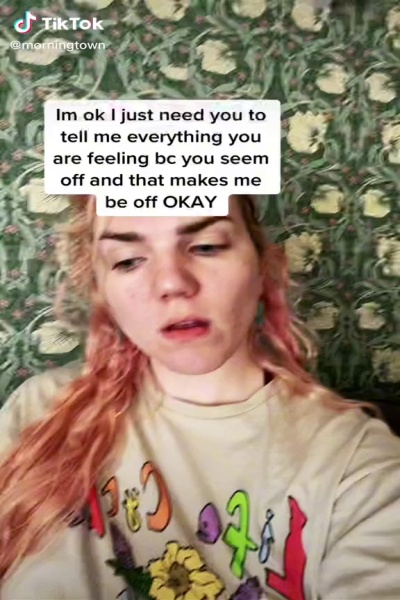 TikTok
@morningtown
Im ok I just need you to
tell me everything you
are feeling bc you seem
off and that makes me
be off OKAY